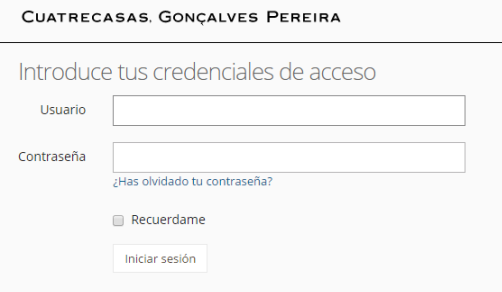 CUATRECASAS, GONÇALVES PEREIRA
Introduce tus credenciales de acceso
Usuario
Contraseña
¿Has olvidado tu contraseña?
Recuerdame
Iniciar sesión